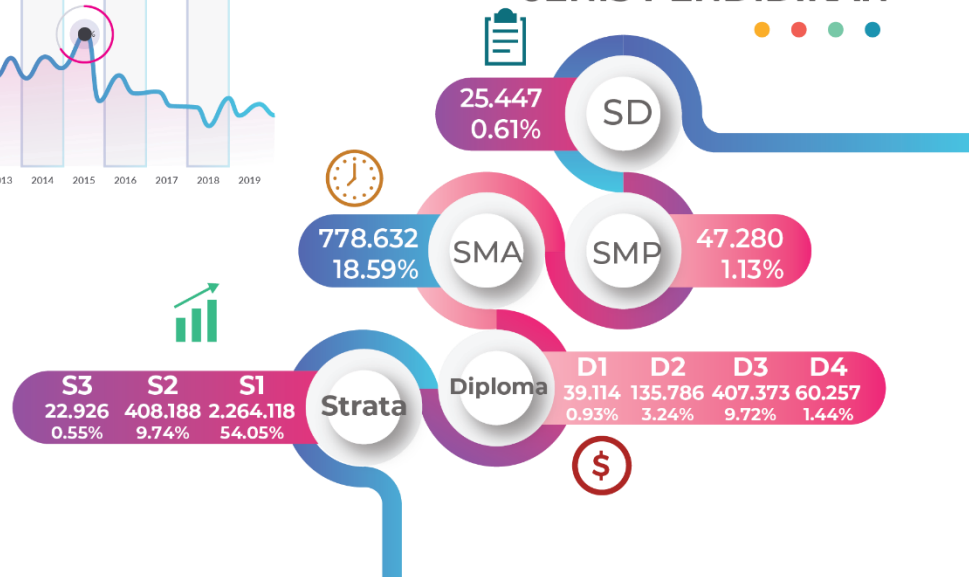 25.447
0.61%
SD
2014 2015 2016 2017 2018 2019
778.632
18.59%
SMA
SMP
47.280
1.13%
S3 S2 S1
22.926 408.188 2.264.118
0.55% 9.74% 54.05%
Strata
Diploma
D1 D2 D3 D4
39.114 135.786 407.373 60.257
0.93% 3.24% 9.72% 1.44%
$